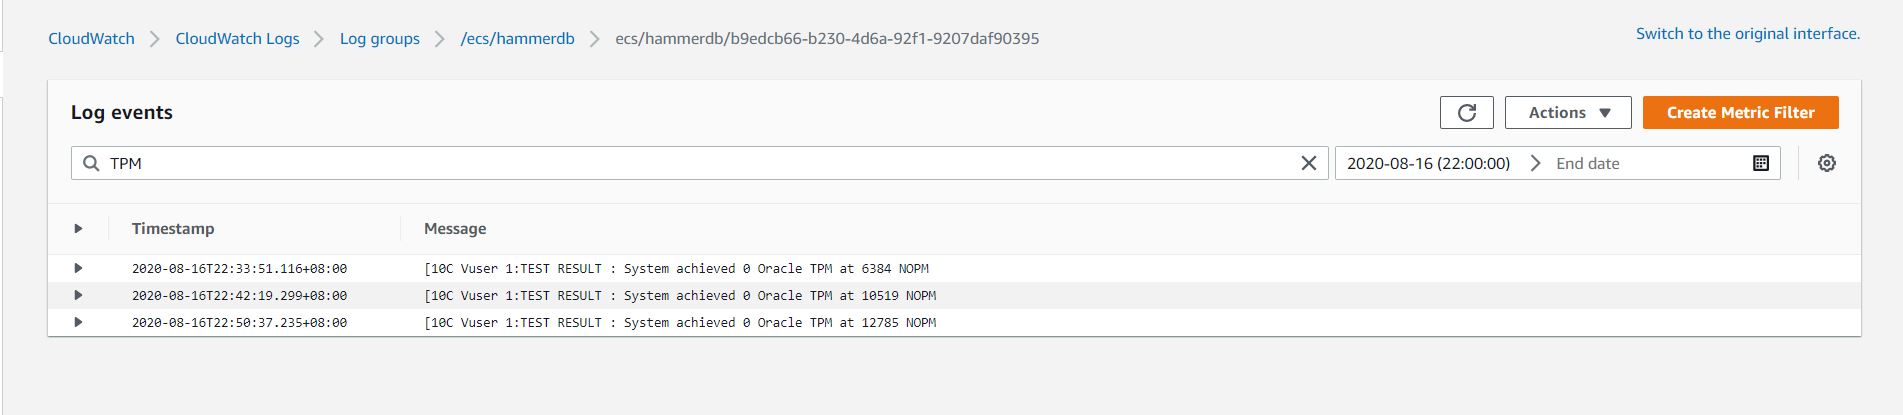 CloudWatch > CloudWatch Logs > Log groups > /ecs/hammerdb > ecs/hammerdb/b9edcb66-b230-4d6a-92f1-9207daf90395
Switch to the original interface.
Log events
Actions
Create Metric Filter
TPM
2020-08-16 (22:00:00) > End date
Timestamp Message
2020-08-16T22:33:51.116+08:00 [10C Vuser 1:TEST RESULT : System achieved 0 Oracle TPM at 6384 NOPM
2020-08-16T22:42:19.299+08:00 [10C Vuser 1:TEST RESULT : System achieved 0 Oracle TPM at 10519 NOPM
2020-08-16T22:50:37.235+08:00 [10C Vuser 1:TEST RESULT : System achieved 0 Oracle TPM at 12785 NOPM